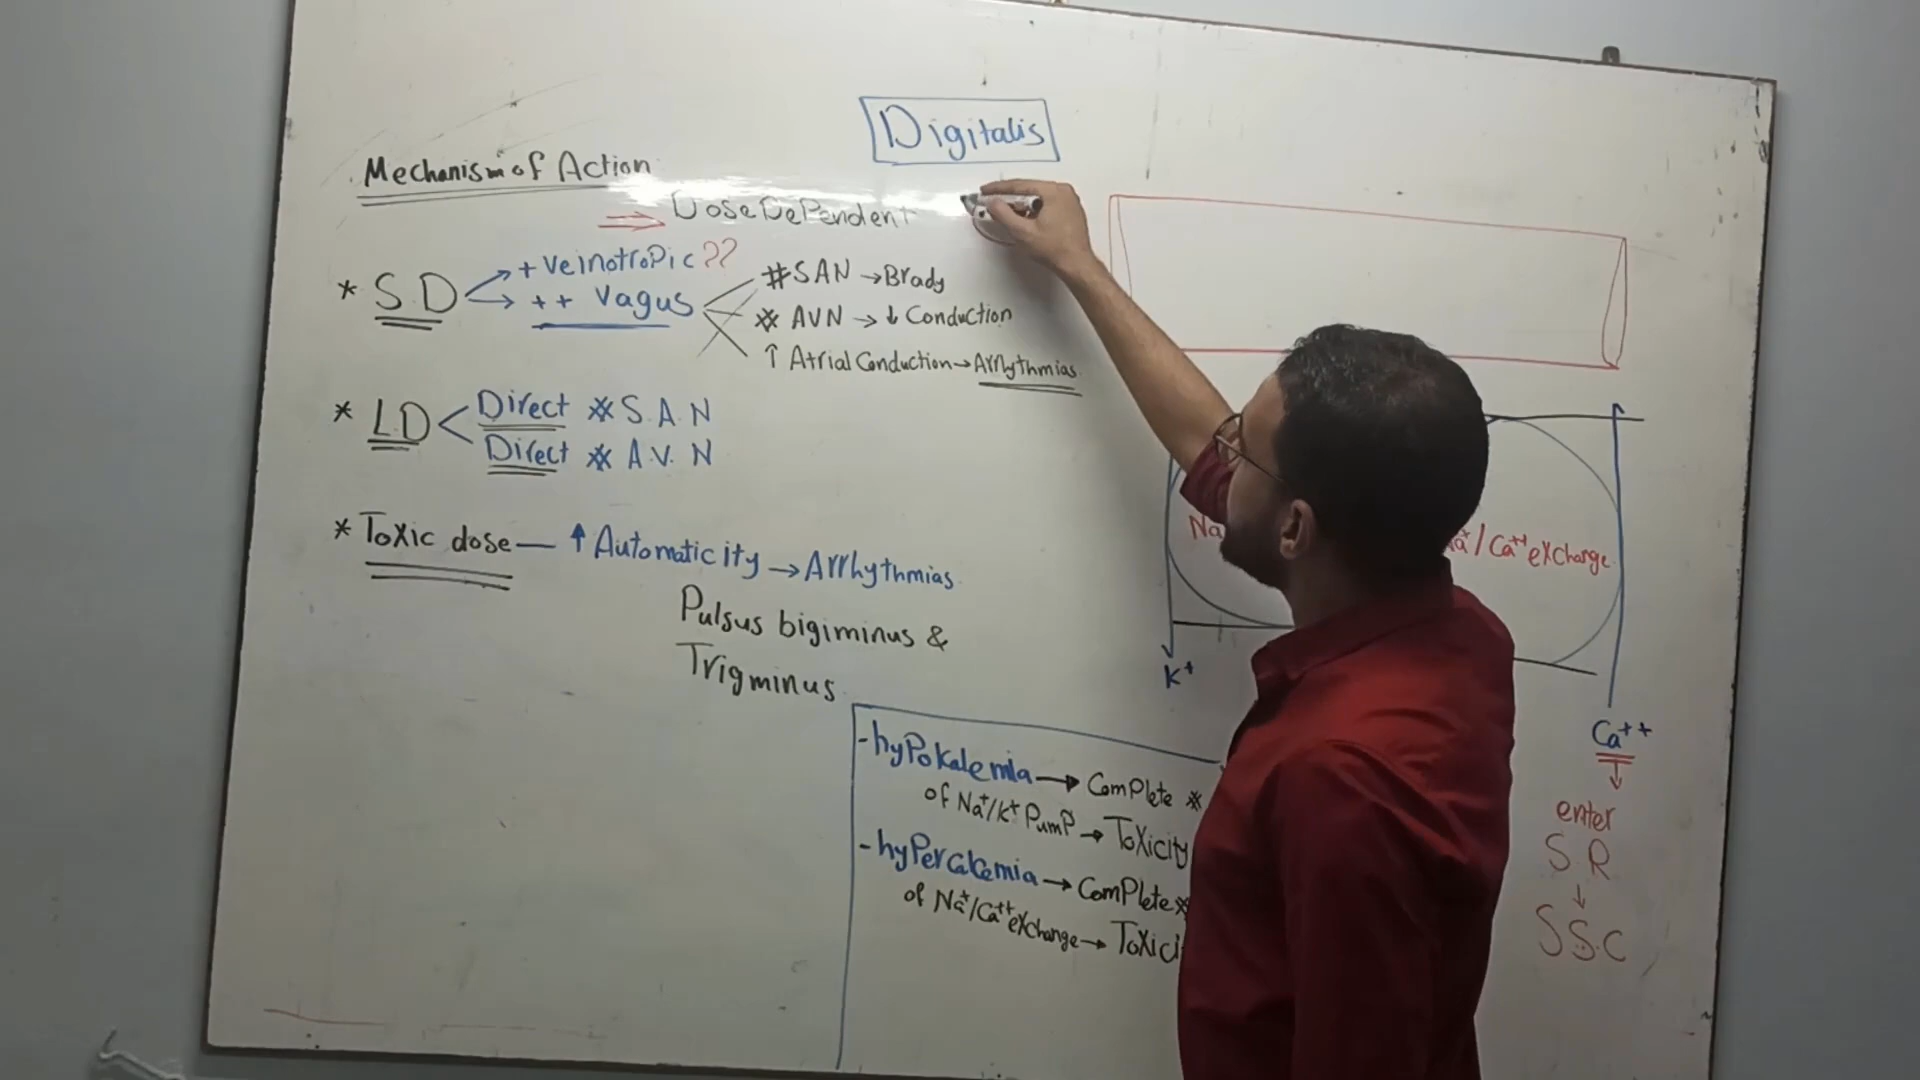 Digitalis
Mechanism of Action
⇒ Dose Dependent
* S.D + Veinotropic ??
++ Vagus
# SAN → Brady
* AVN → ↓ Conduction
↑ Atrial Conduction → Arrhythmias
* L.D Direct * S.A.N
Direct * A.V.N
* Toxic dose — ↑ Automaticity → Arrhythmias
Pulsus bigiminus &
Trigminus
- hypokalemia → Complete *
of Na+/K+ Pump → Toxicity
- hypercalcemia → Complete *
of Na+/Ca++ exchange → Toxici
Na
/Ca++ exchange
K+
Ca++
↓
enter
S.R
↓
S.S.C